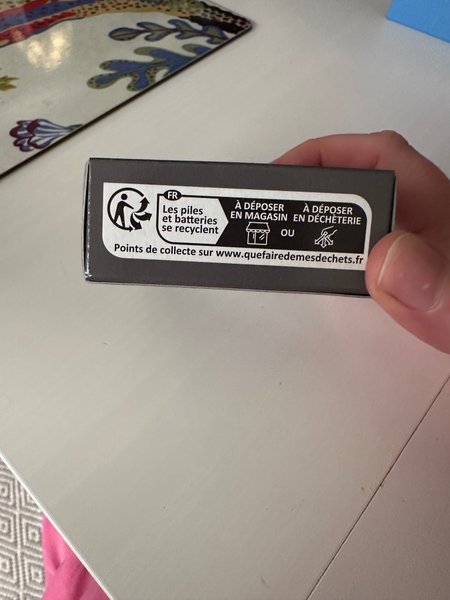 FR
Les piles
et batteries
se recyclent
À DÉPOSER
EN MAGASIN
OU
À DÉPOSER
EN DÉCHÈTERIE
Points de collecte sur www.quefairedemesdechets.fr